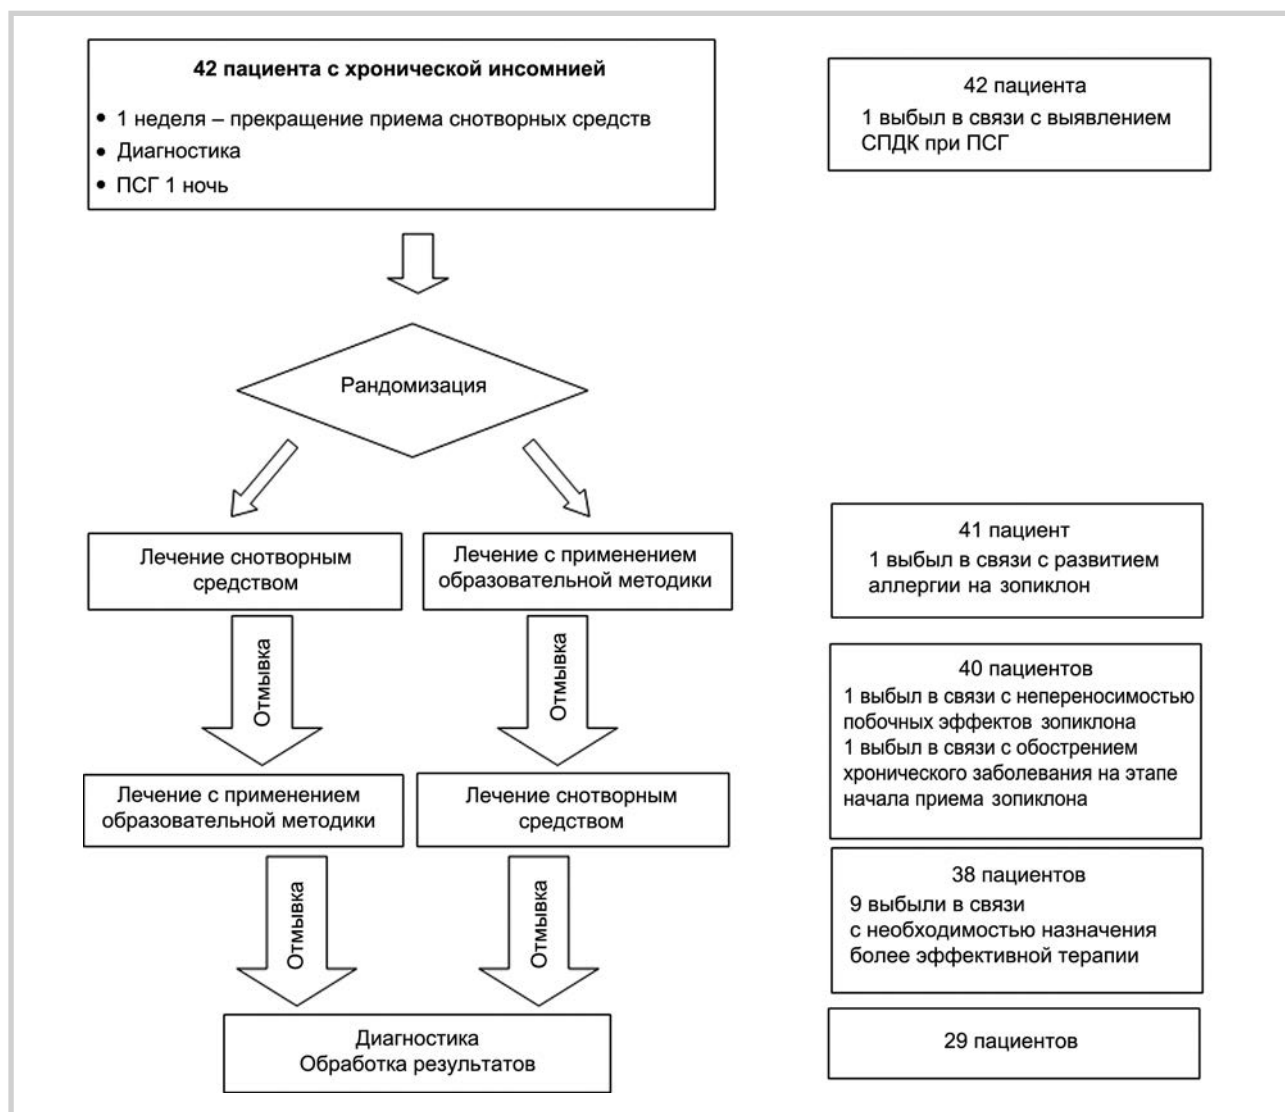 42 пациента с хронической инсомнией
• 1 неделя – прекращение приема снотворных средств
• Диагностика
• ПСГ 1 ночь
42 пациента
1 выбыл в связи с выявлением
СПДК при ПСГ
Рандомизация
Лечение снотворным
средством
Лечение с применением
образовательной методики
41 пациент
1 выбыл в связи с развитием
аллергии на зопиклон
Отмывка
Отмывка
40 пациентов
1 выбыл в связи с непереносимостью
побочных эффектов зопиклона
1 выбыл в связи с обострением
хронического заболевания на этапе
начала приема зопиклона
Лечение с применением
образовательной методики
Лечение снотворным
средством
Отмывка
Отмывка
38 пациентов
9 выбыли в связи
с необходимостью назначения
более эффективной терапии
Диагностика
Обработка результатов
29 пациентов